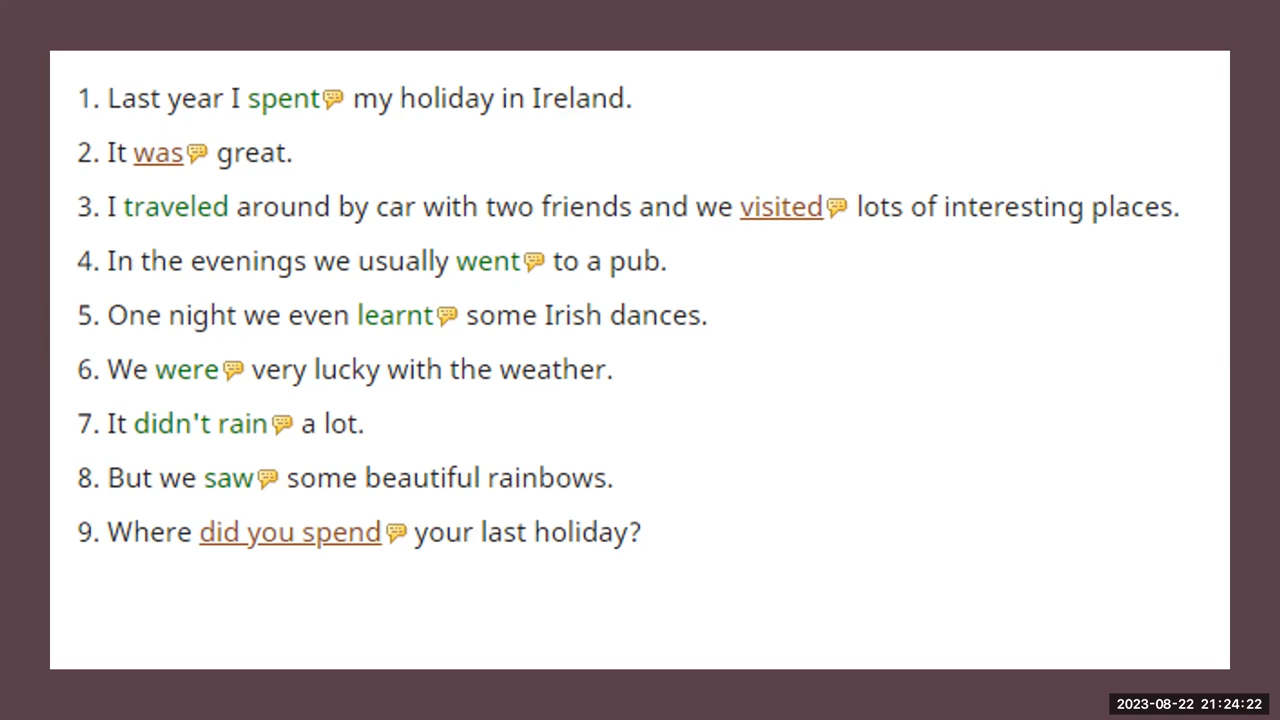 1. Last year I spent my holiday in Ireland.
2. It was great.
3. I traveled around by car with two friends and we visited lots of interesting places.
4. In the evenings we usually went to a pub.
5. One night we even learnt some Irish dances.
6. We were very lucky with the weather.
7. It didn't rain a lot.
8. But we saw some beautiful rainbows.
9. Where did you spend your last holiday?
2023-08-22 21:24:22